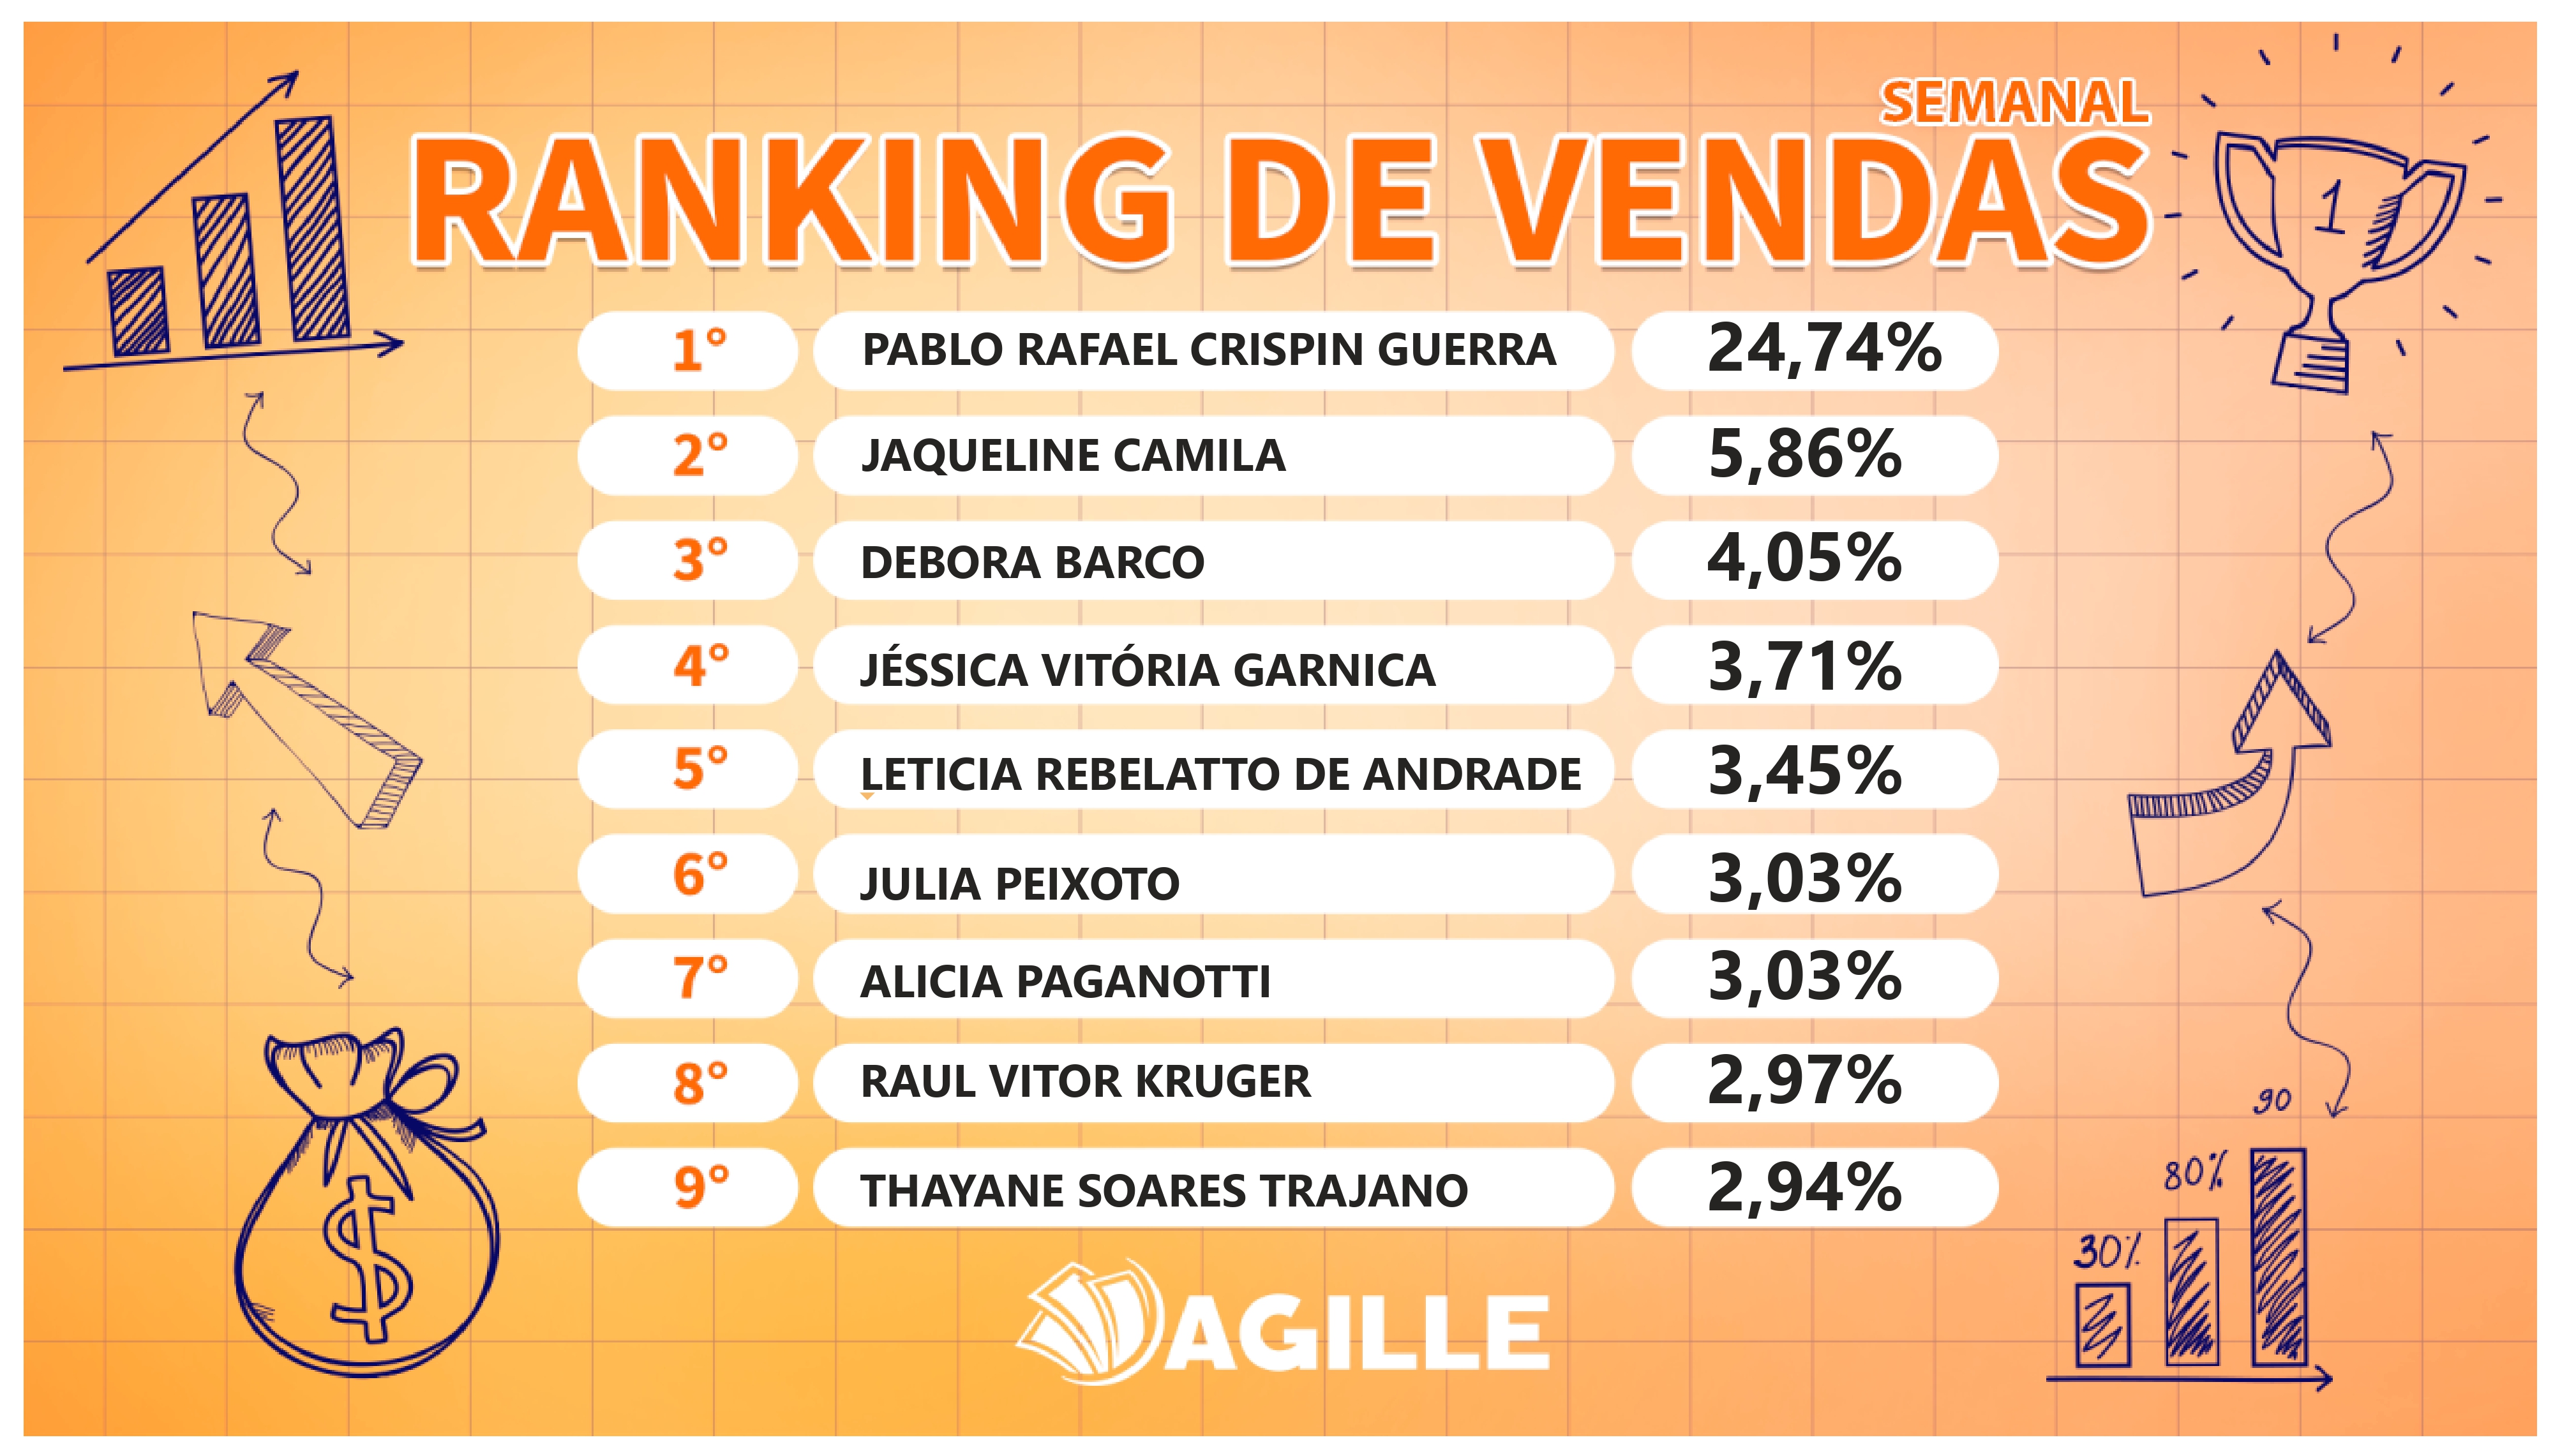 SEMANAL
RANKING DE VENDAS
1
1° PABLO RAFAEL CRISPIN GUERRA 24,74%
2° JAQUELINE CAMILA 5,86%
3° DEBORA BARCO 4,05%
4° JÉSSICA VITÓRIA GARNICA 3,71%
5° LETICIA REBELATTO DE ANDRADE 3,45%
6° JULIA PEIXOTO 3,03%
7° ALICIA PAGANOTTI 3,03%
8° RAUL VITOR KRUGER 2,97%
9° THAYANE SOARES TRAJANO 2,94%
$
30%
80%
90
AGILLE